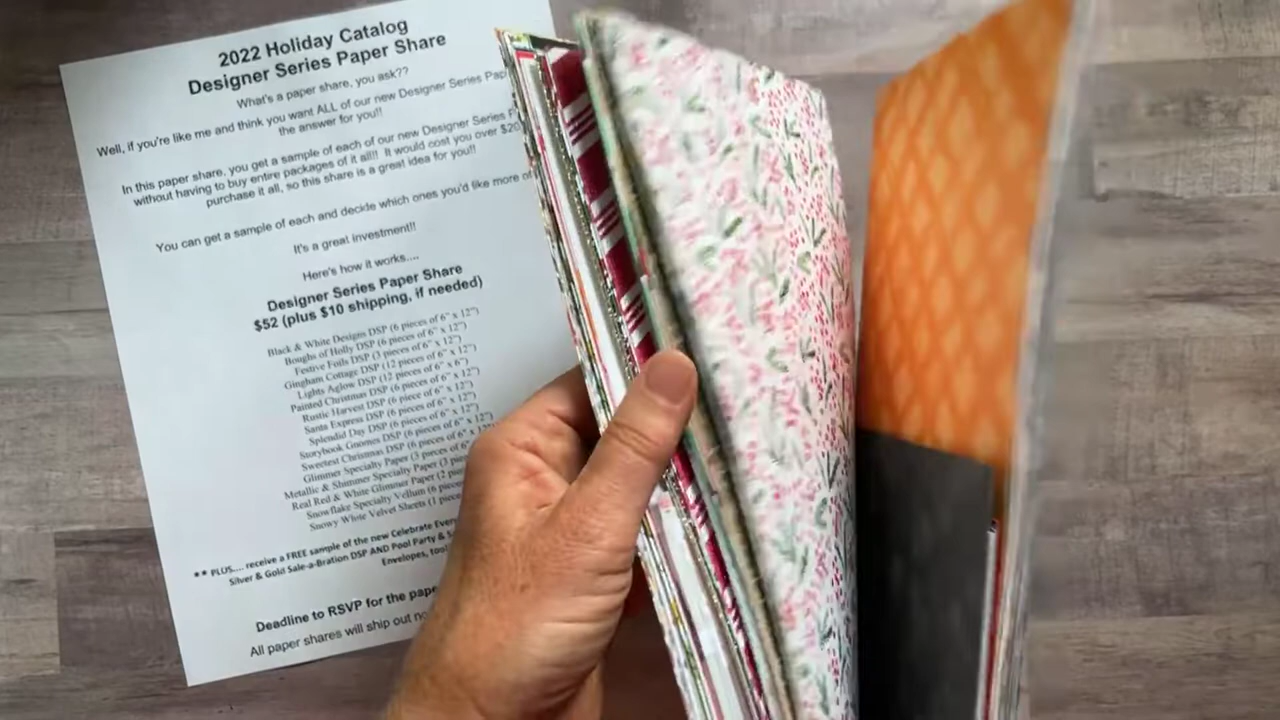 2022 Holiday Catalog
Designer Series Paper Share
What's a paper share, you ask??
Well, if you're like me and think you want ALL of our new Designer Series
the answer for you!!
In this paper share, you get a sample of each of our new Designer Series
without having to buy entire packages of it all!! It would cost you over
purchase it all, so this share is a great idea for you!!
You can get a sample of each and decide which ones you'd like more of
It's a great investment!!
Here's how it works....
Designer Series Paper Share
$52 (plus $10 shipping, if needed)
Black & White Designs DSP (6 pieces of 6" x 12")
Boughs of Holly DSP (6 pieces of 6" x 12")
Festive Foils DSP (3 pieces of 6" x 12")
Gingham Cottage DSP (12 pieces of 6" x 6")
Lights Aglow DSP (12 pieces of 6" x 6")
Painted Christmas DSP (6 pieces of 6" x 12")
Rustic Harvest DSP (6 pieces of 6" x 12")
Santa Express DSP (6 pieces of 6" x 12")
Splendid Day DSP (6 pieces of 6" x 12")
Storybook Gnomes DSP (6 pieces of 6" x 12")
Sweetest Christmas DSP (6 pieces of 6" x 12")
Glimmer Specialty Paper (3 pieces of 6"
Metallic & Shimmer Specialty Paper (3
Real Red & White Glimmer Paper (2
Snowflake Specialty Vellum (6
Snowy White Velvet Sheets (1
** PLUS.... receive a FREE sample of the new Celebrate
Silver & Gold Sale-a-Bration DSP AND Pool Party &
Envelopes, too!
Deadline to RSVP for the
All paper shares will ship out